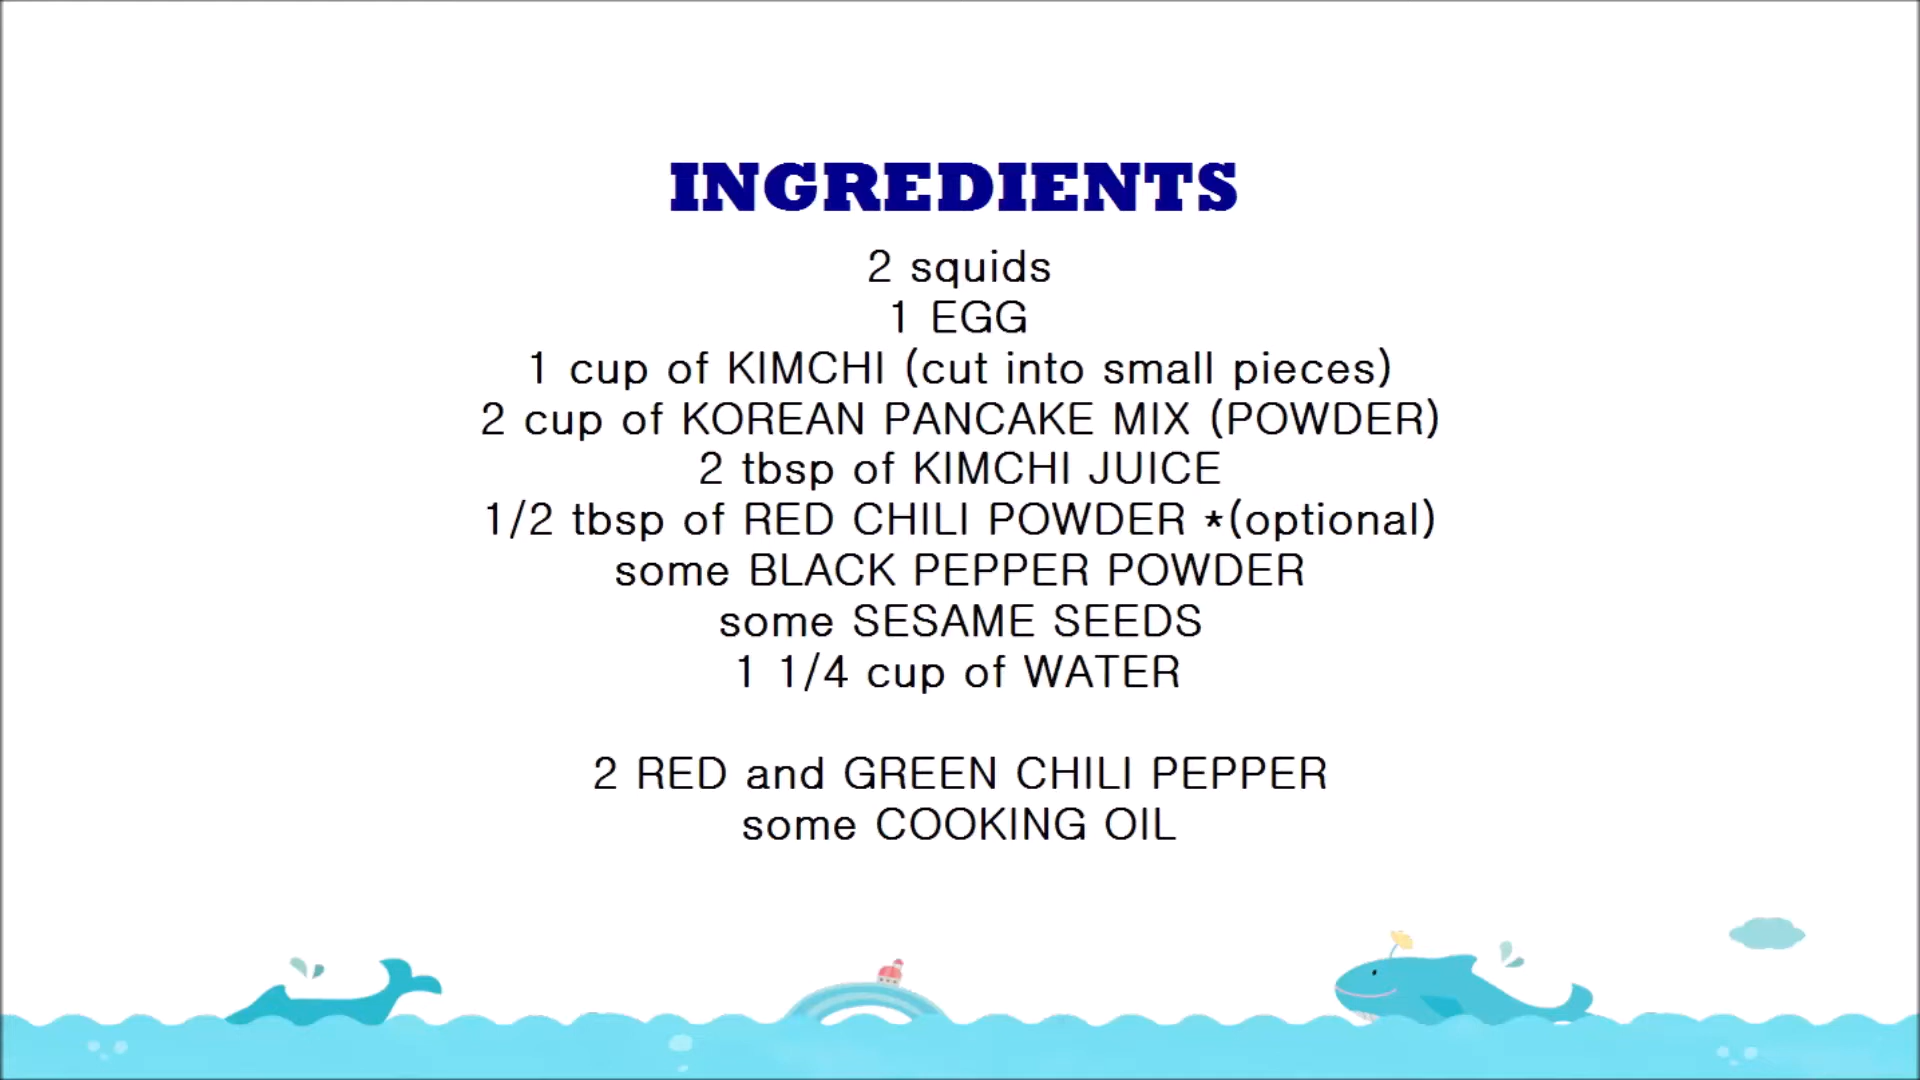 INGREDIENTS
2 squids
1 EGG
1 cup of KIMCHI (cut into small pieces)
2 cup of KOREAN PANCAKE MIX (POWDER)
2 tbsp of KIMCHI JUICE
1/2 tbsp of RED CHILI POWDER *(optional)
some BLACK PEPPER POWDER
some SESAME SEEDS
1 1/4 cup of WATER
2 RED and GREEN CHILI PEPPER
some COOKING OIL